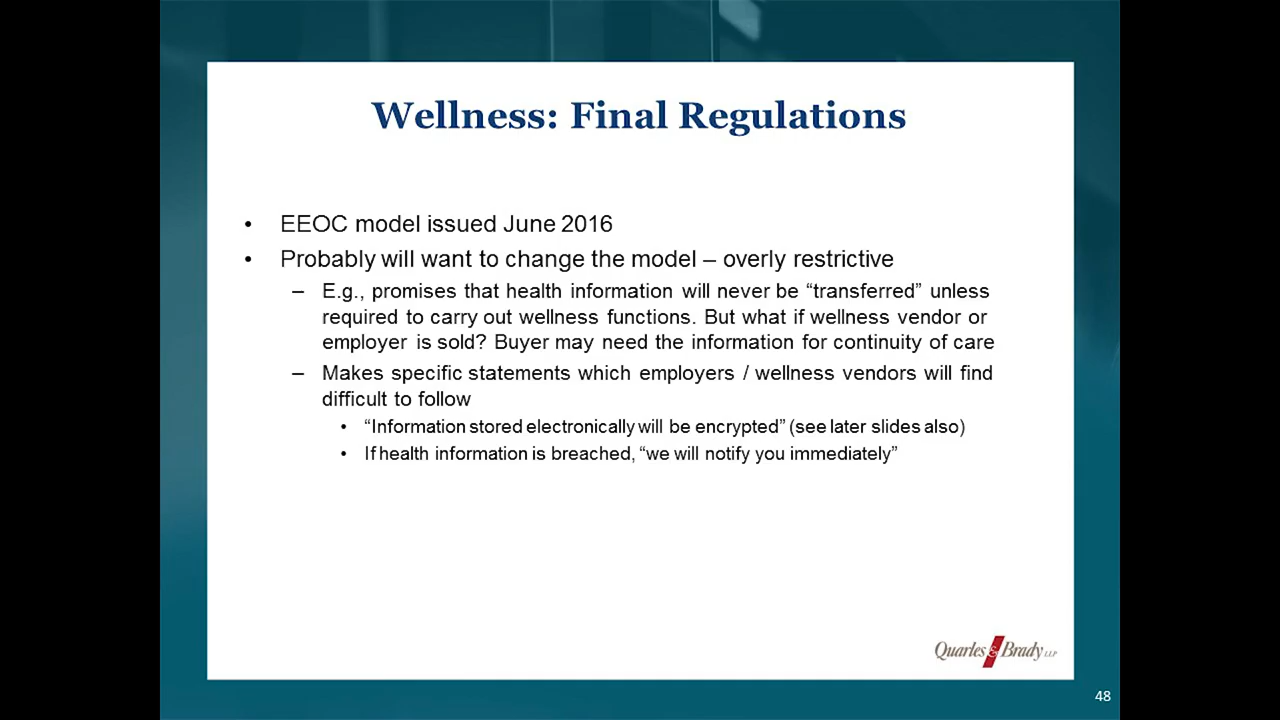 Wellness: Final Regulations
• EEOC model issued June 2016
• Probably will want to change the model – overly restrictive
– E.g., promises that health information will never be “transferred” unless
required to carry out wellness functions. But what if wellness vendor or
employer is sold? Buyer may need the information for continuity of care
– Makes specific statements which employers / wellness vendors will find
difficult to follow
• “Information stored electronically will be encrypted” (see later slides also)
• If health information is breached, “we will notify you immediately”
Quarles & Brady LLP
48